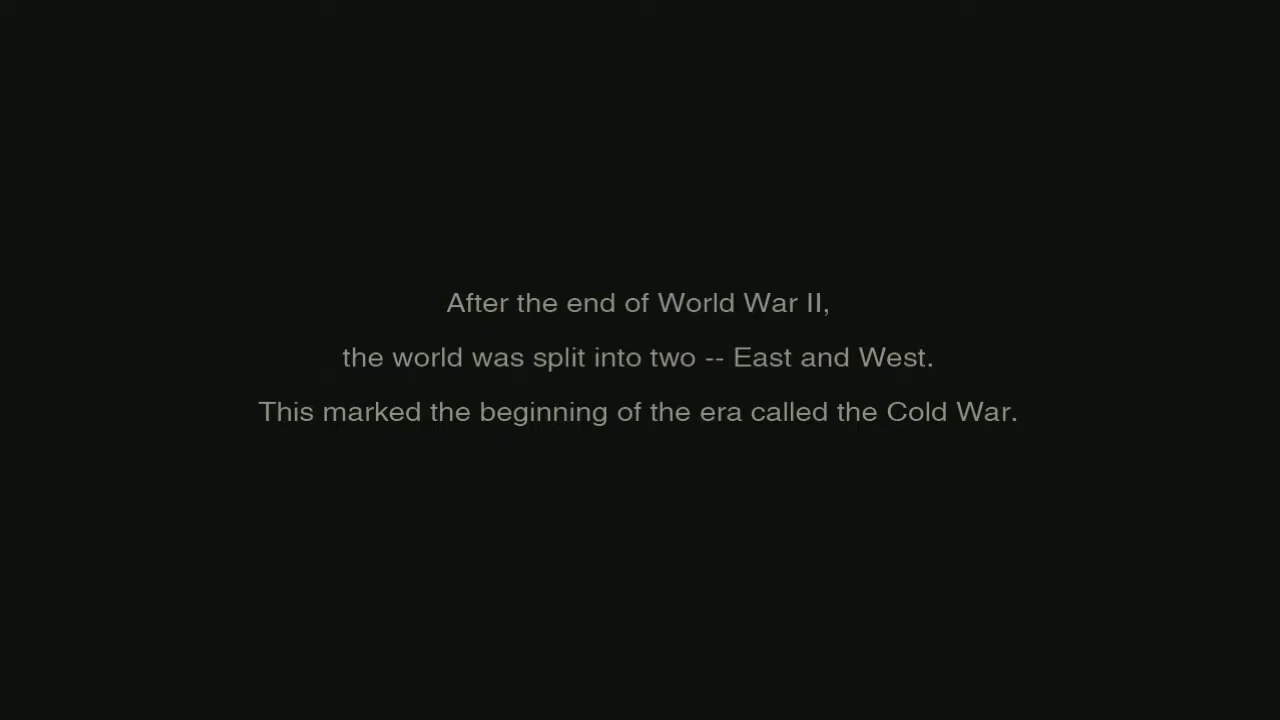 After the end of World War II,
the world was split into two -- East and West.
This marked the beginning of the era called the Cold War.